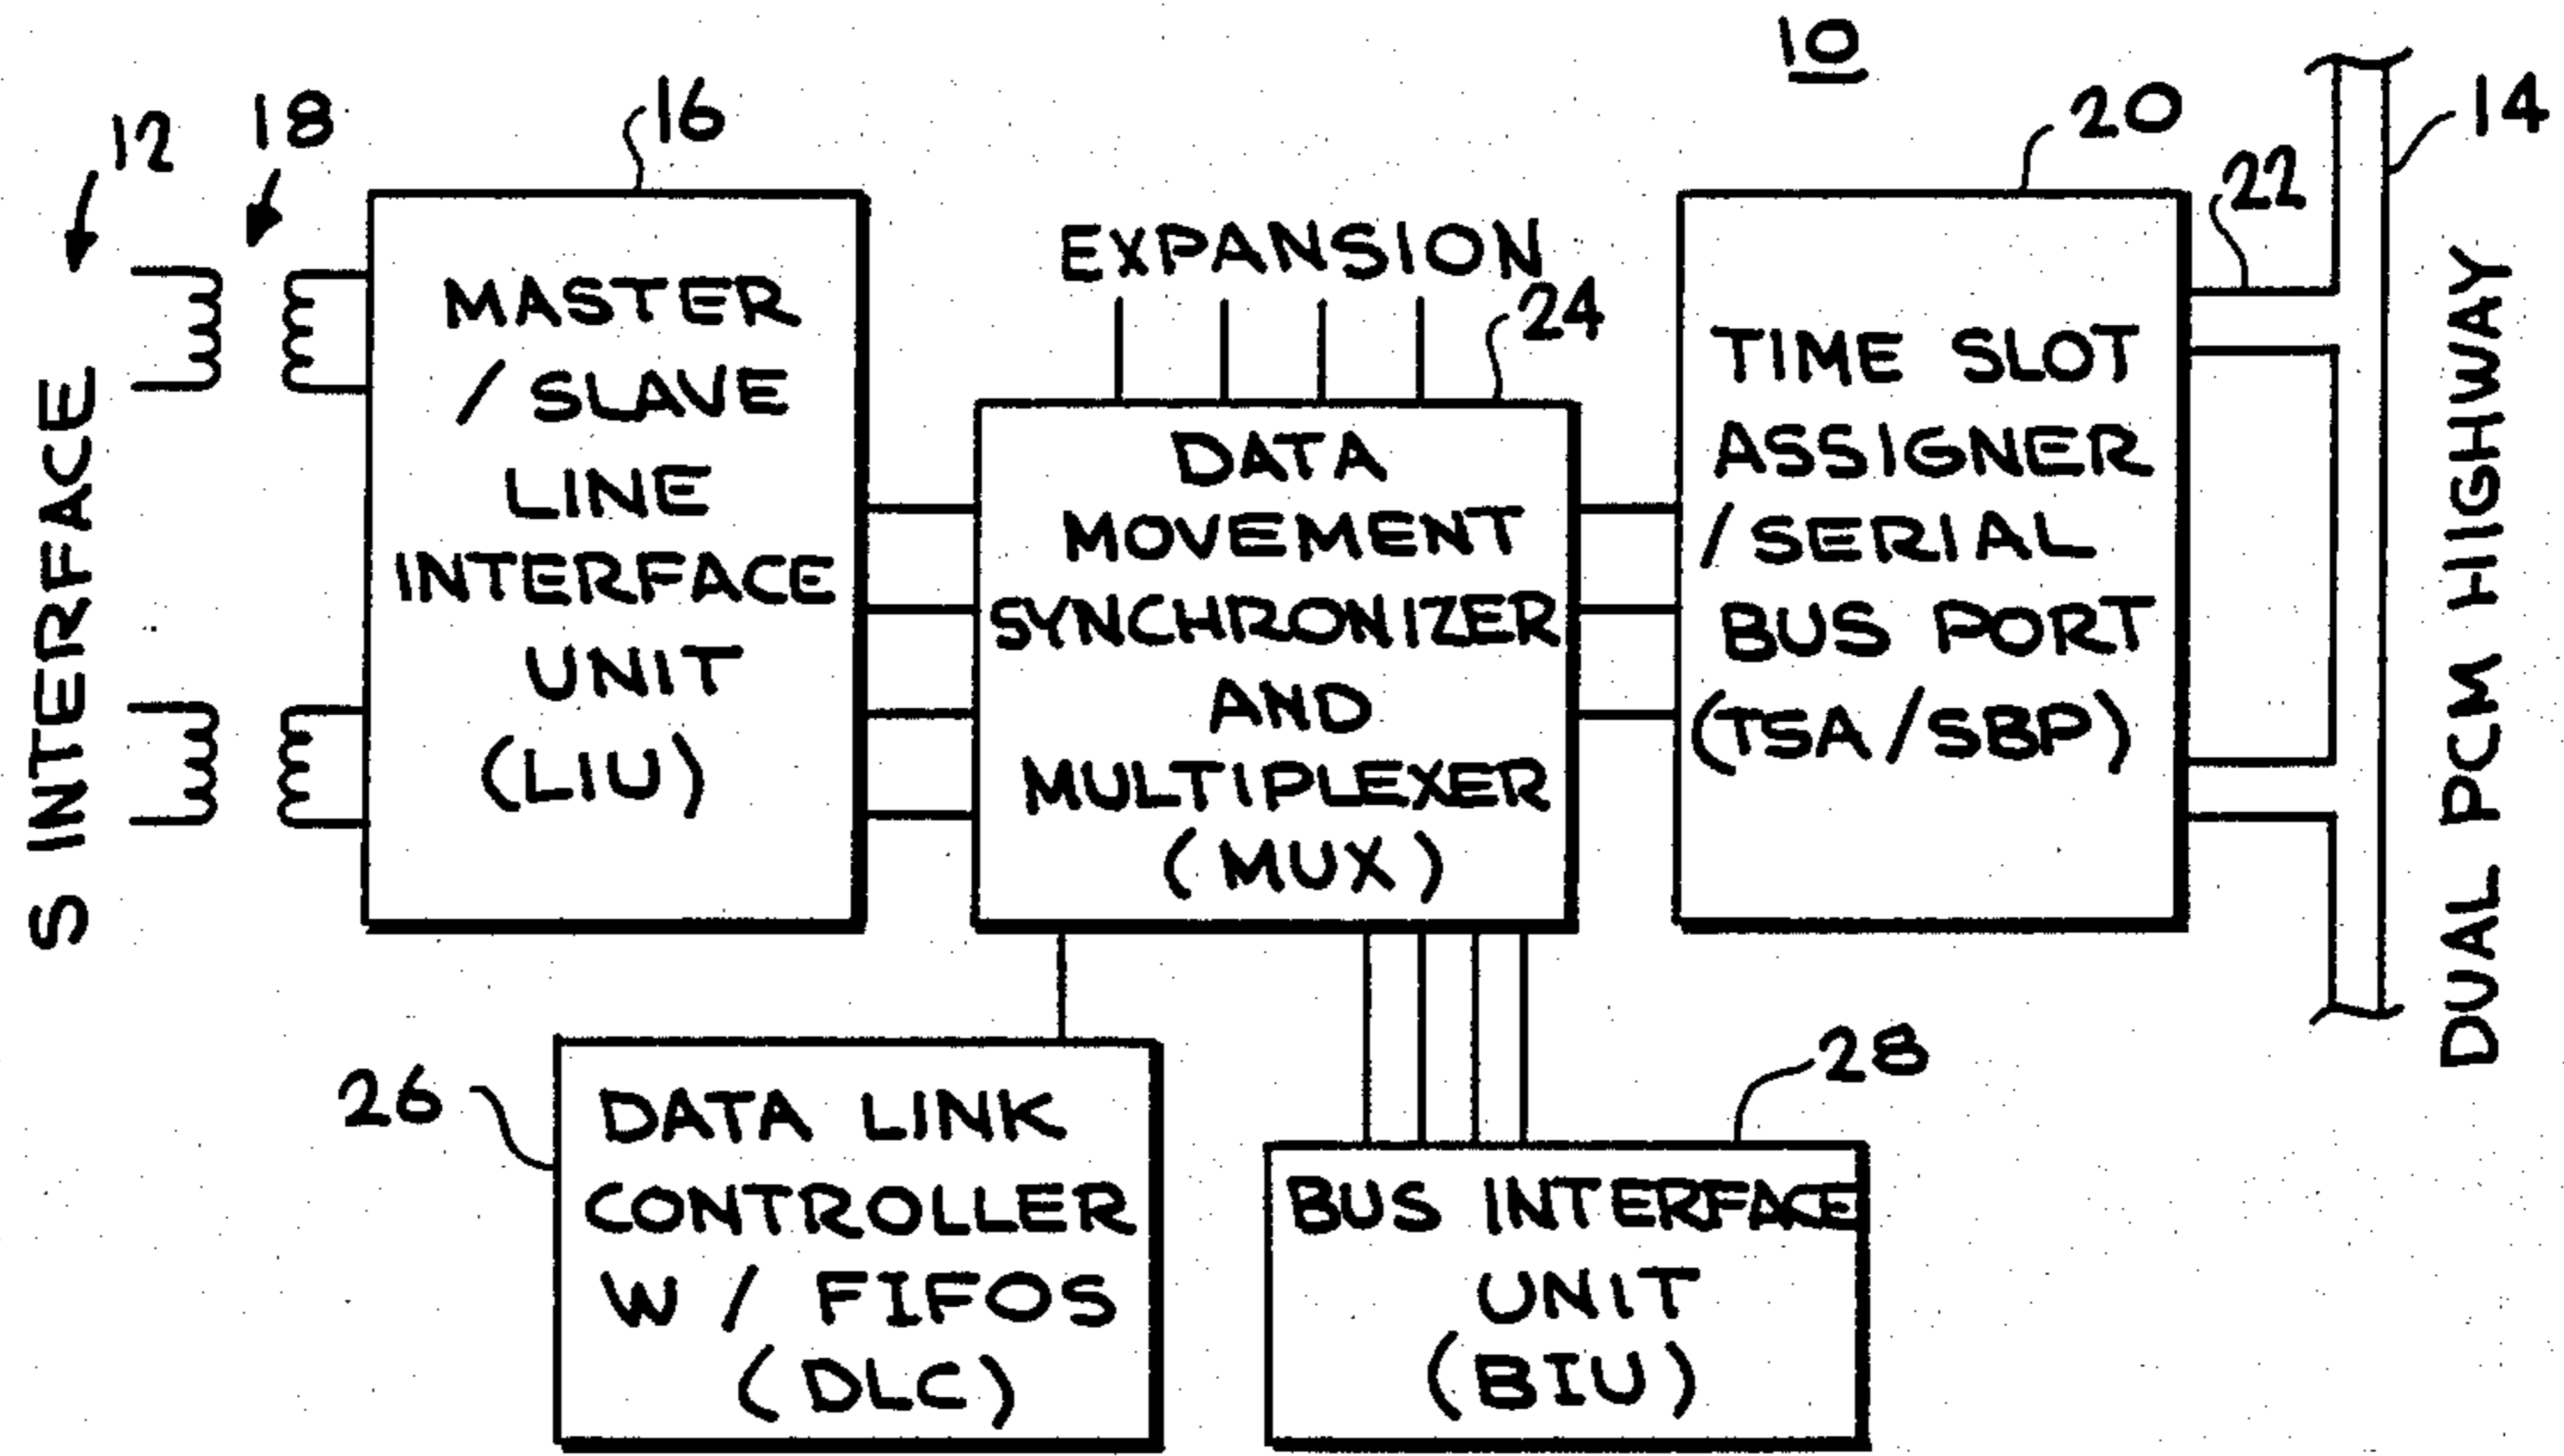 10
12
18
16
20
14
22
EXPANSION
24
S INTERFACE
MASTER
/ SLAVE
LINE
INTERFACE
UNIT
(LIU)
DATA
MOVEMENT
SYNCHRONIZER
AND
MULTIPLEXER
(MUX)
TIME SLOT
ASSIGNER
/SERIAL
BUS PORT
(TSA/SBP)
DUAL PCM HIGHWAY
26
DATA LINK
CONTROLLER
W / FIFOS
(DLC)
28
BUS INTERFACE
UNIT
(BIU)